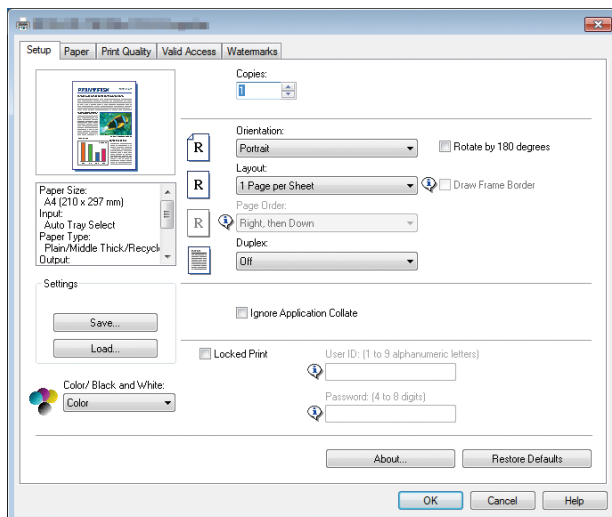 Setup
Paper
Print Quality
Valid Access
Watermarks
Copies:
1
Orientation:
R
Portrait
Rotate by 180 degrees
Layout:
R
1 Page per Sheet
Draw Frame Border
Page Order:
R
Right, then Down
Duplex:
Off
Paper Size:
A4 (210 x 297 mm)
Input:
Auto Tray Select
Paper Type:
Plain/Middle Thick/Recycl
Output:
Settings
Save...
Load...
Ignore Application Collate
Locked Print
User ID: (1 to 9 alphanumeric letters)
Password: (4 to 8 digits)
Color/ Black and White:
Color
About...
Restore Defaults
OK
Cancel
Help